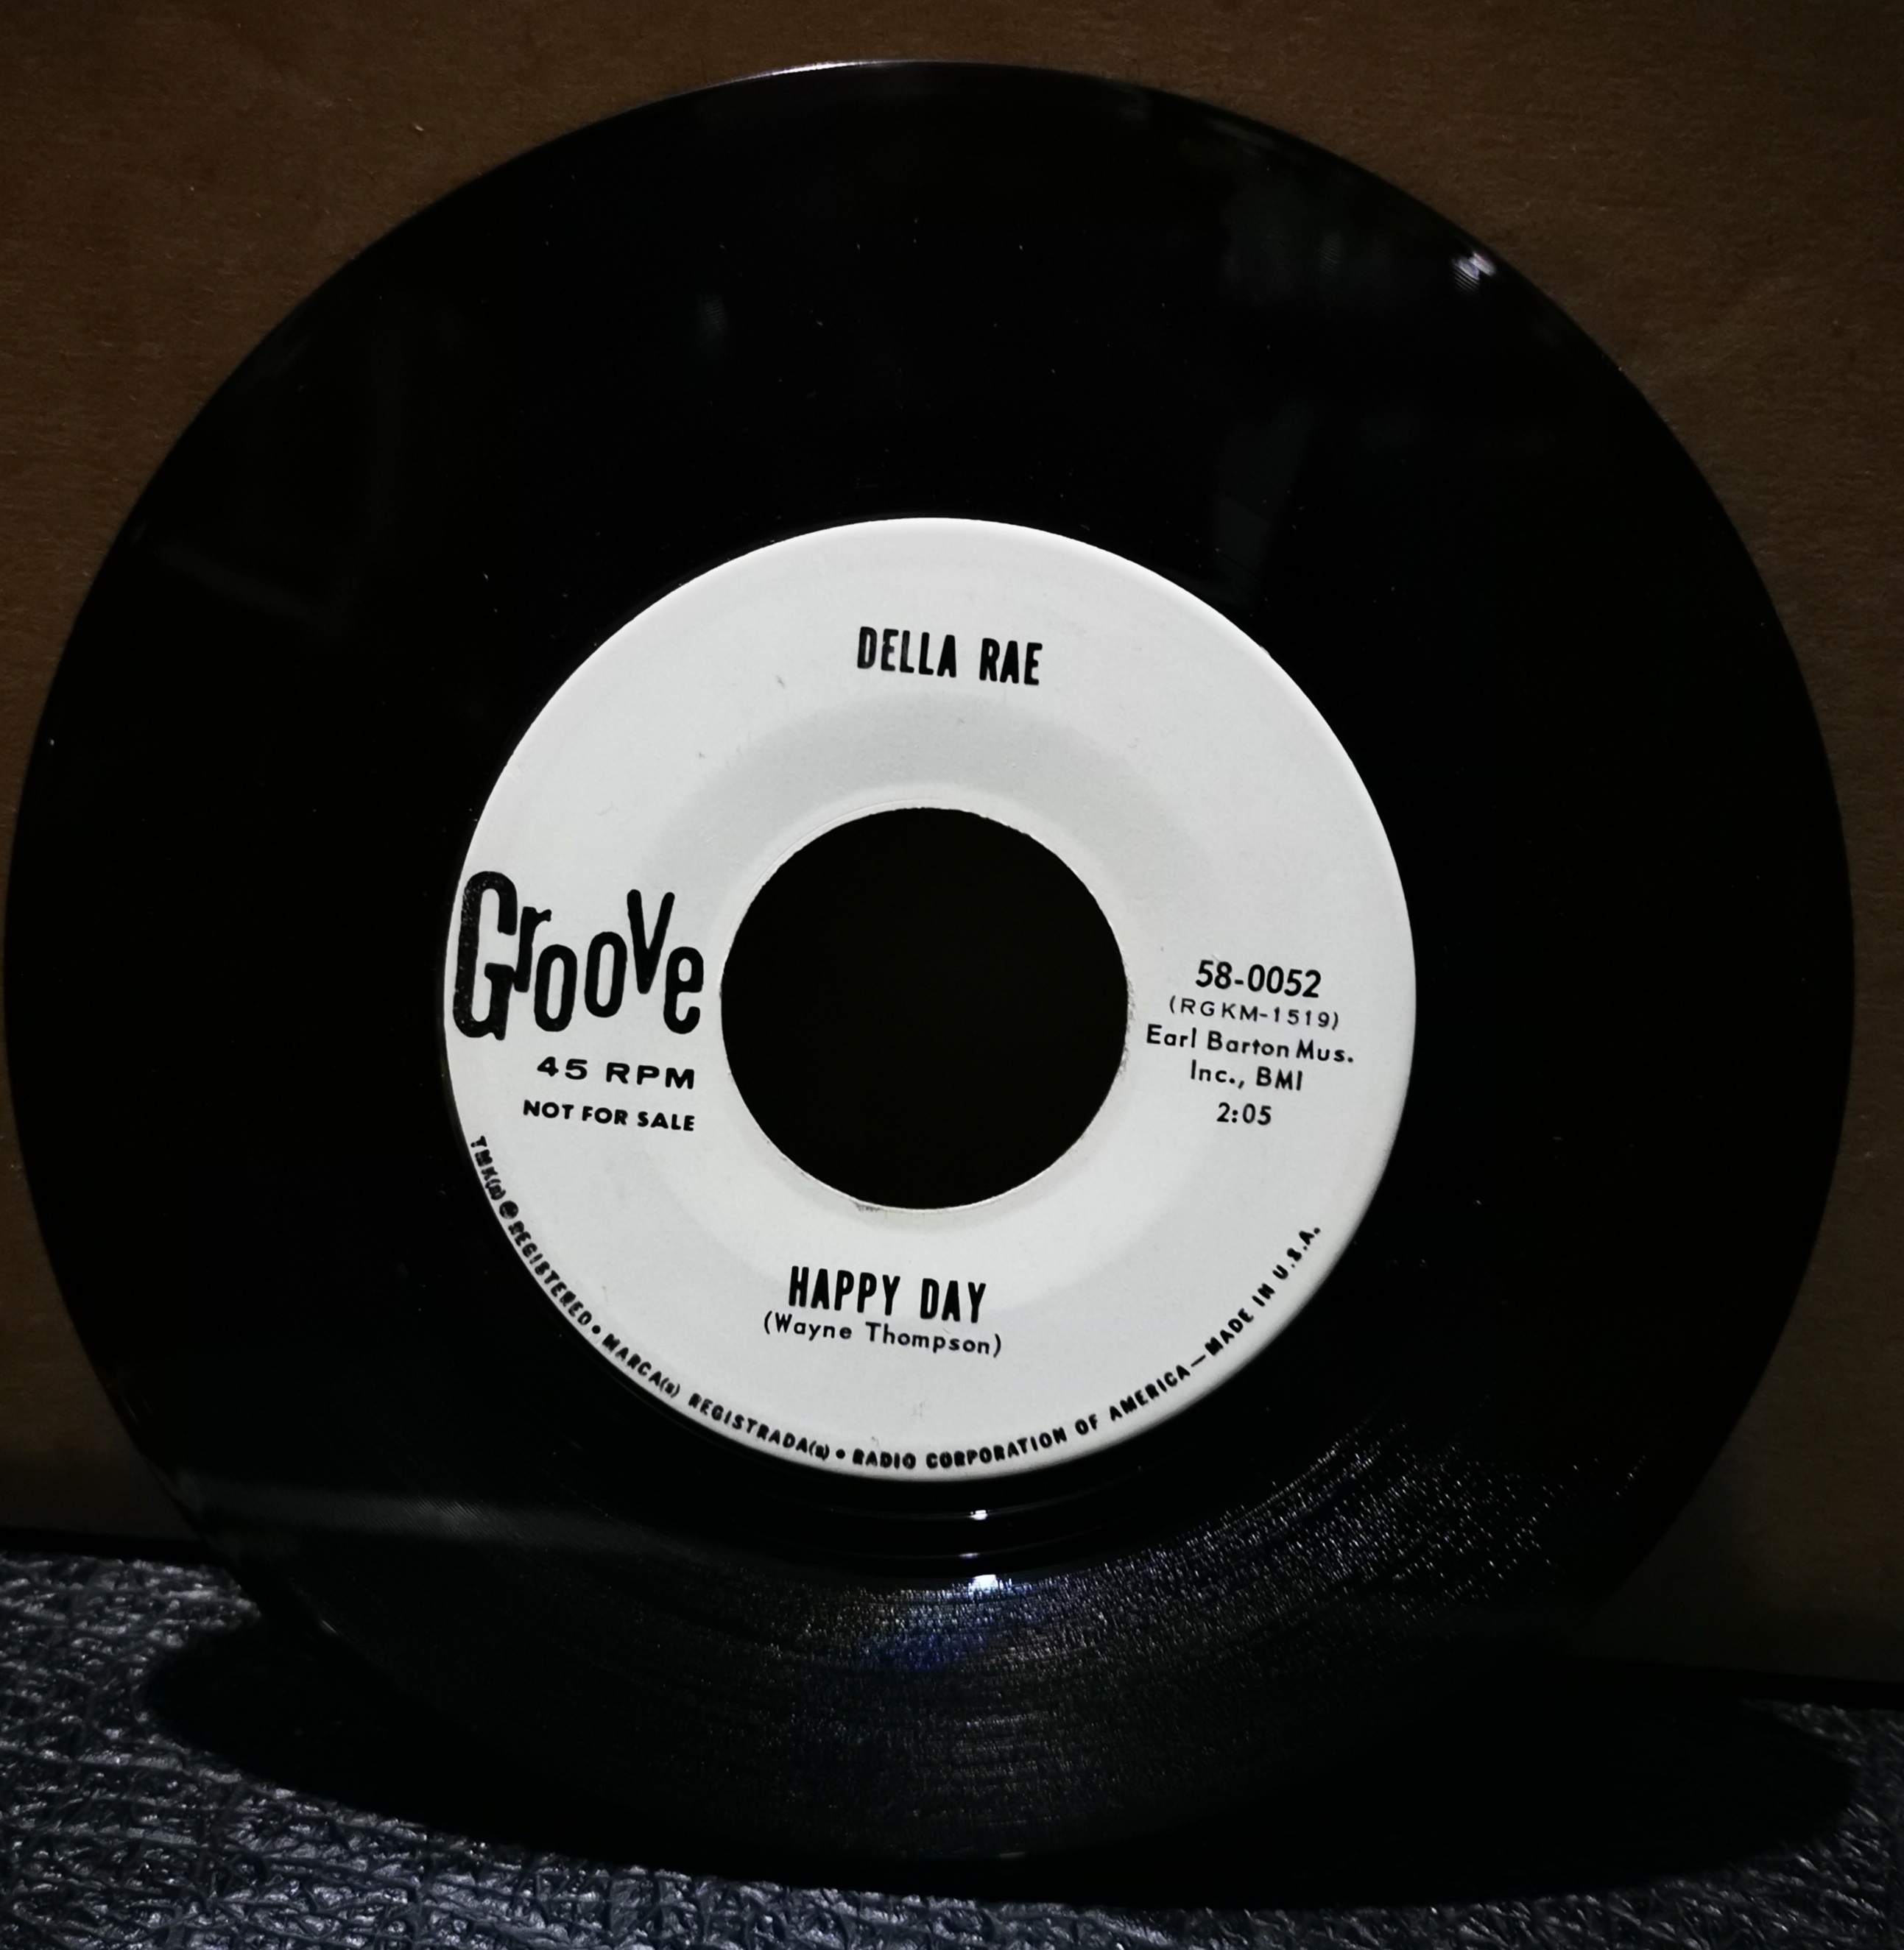 DELLA RAE
Groove
45 RPM
NOT FOR SALE
58-0052
(RGKM-1519)
Earl Barton Mus.
Inc., BMI
2:05
HAPPY DAY
(Wayne Thompson)
TMK(s) ® REGISTERED • MARCA(s) REGISTRADA(s) • RADIO CORPORATION OF AMERICA—MADE IN U.S.A.